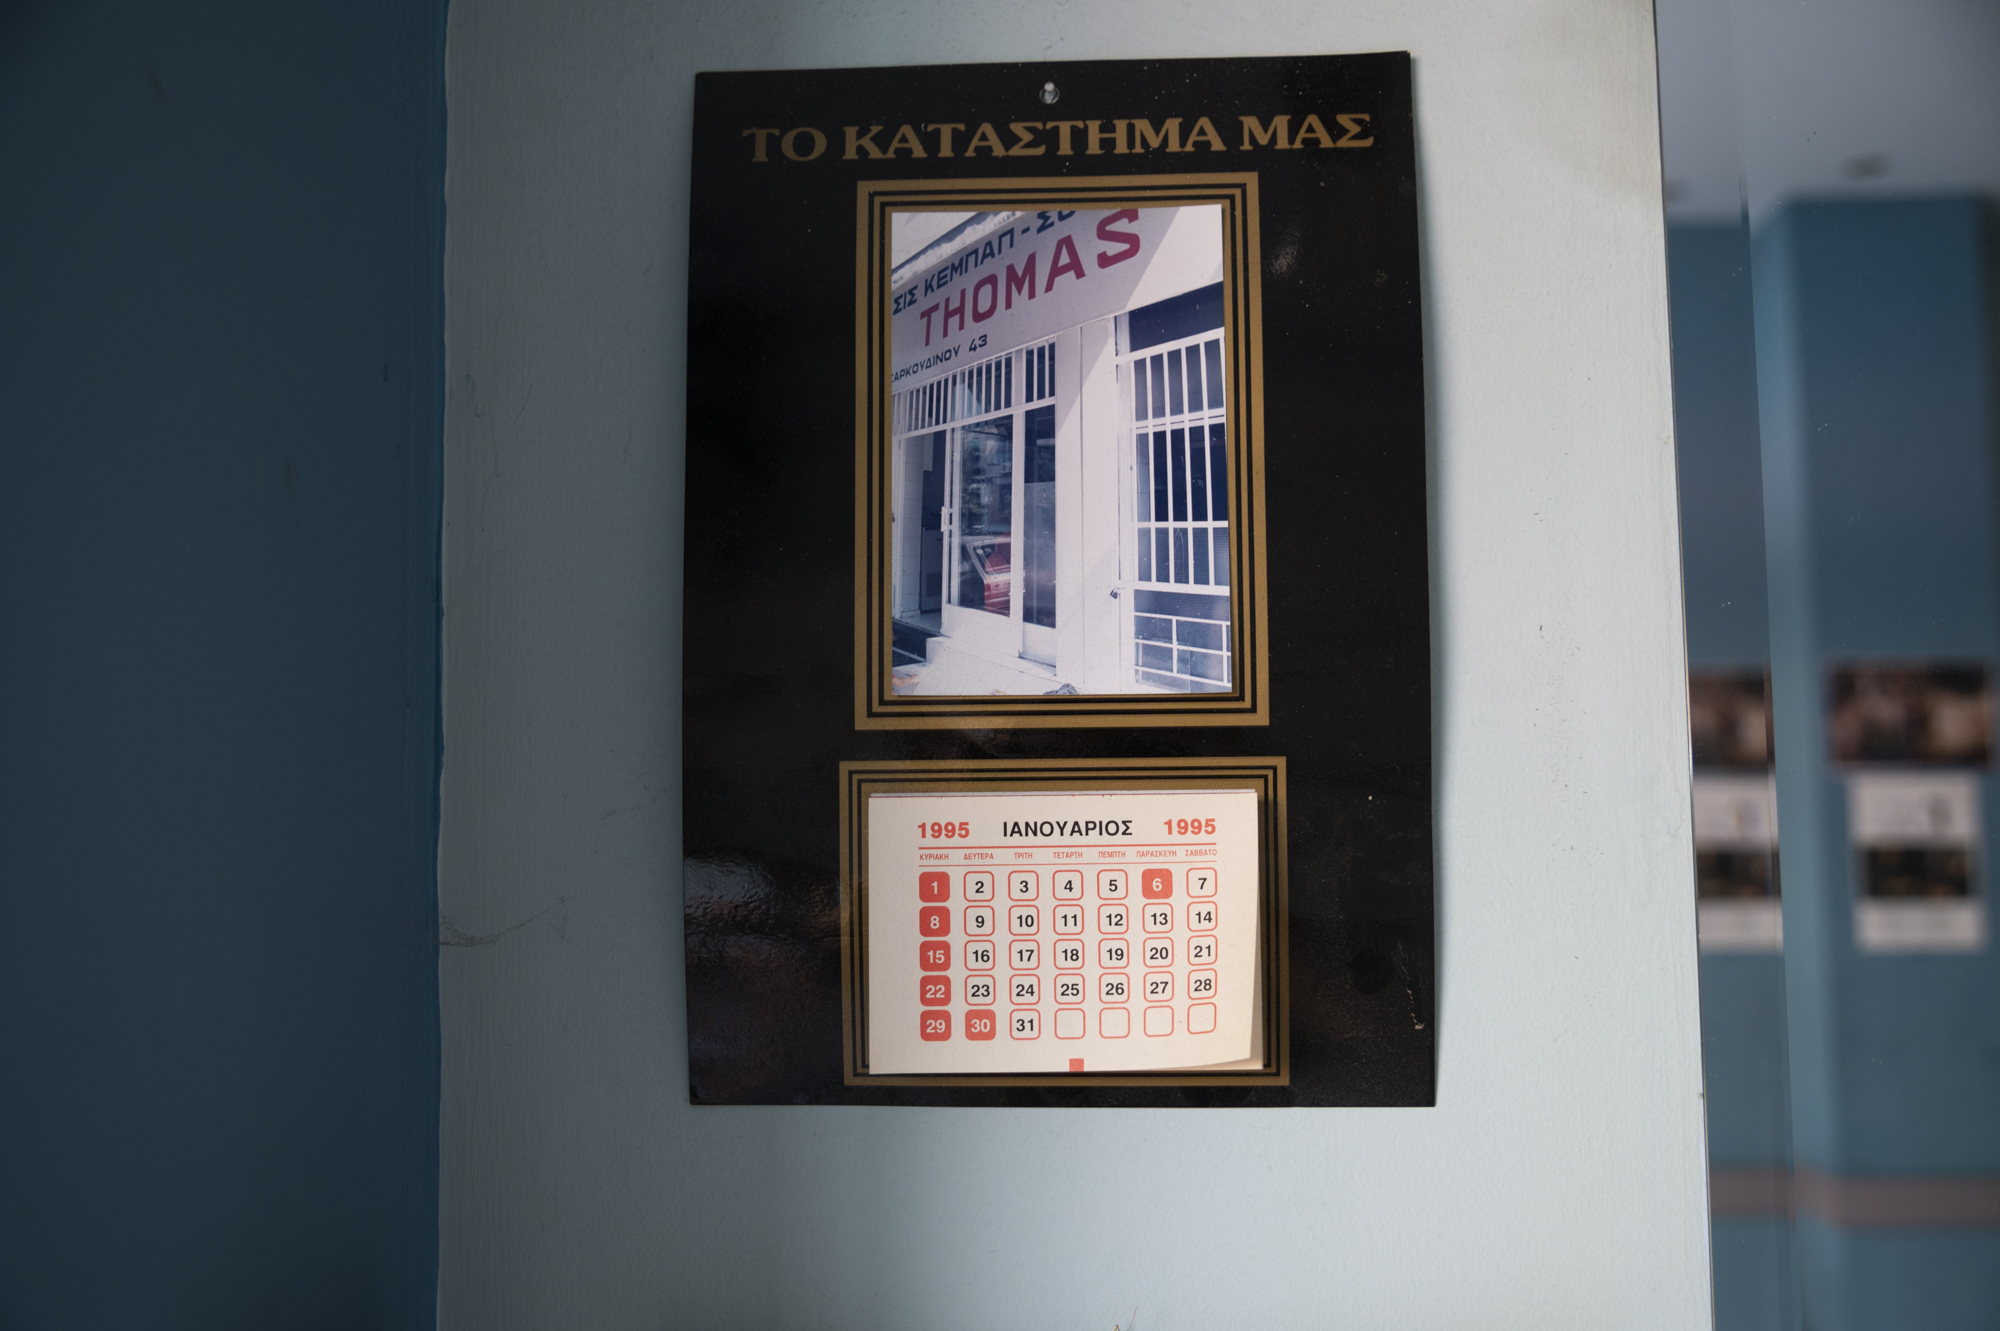 ΤΟ ΚΑΤΑΣΤΗΜΑ ΜΑΣ
ΚΕΜΠΑΠ -
THOMAS
43
1995 ΙΑΝΟΥΑΡΙΟΣ 1995
ΚΥΡΙΑΚΗ ΔΕΥΤΕΡΑ ΤΡΙΤΗ ΤΕΤΑΡΤΗ ΠΕΜΠΤΗ ΠΑΡΑΣΚΕΥΗ ΣΑΒΒΑΤΟ
1 2 3 4 5 6 7
8 9 10 11 12 13 14
15 16 17 18 19 20 21
22 23 24 25 26 27 28
29 30 31